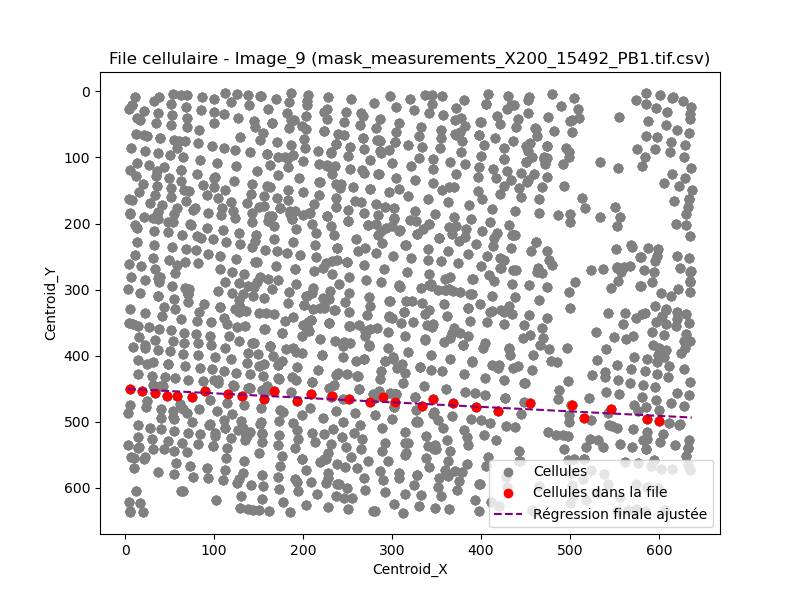 File cellulaire - Image_9 (mask_measurements_X200_15492_PB1.tif.csv)
0
100
200
300
400
500
600
Centroid_Y
Cellules
Cellules dans la file
Régression finale ajustée
0 100 200 300 400 500 600
Centroid_X